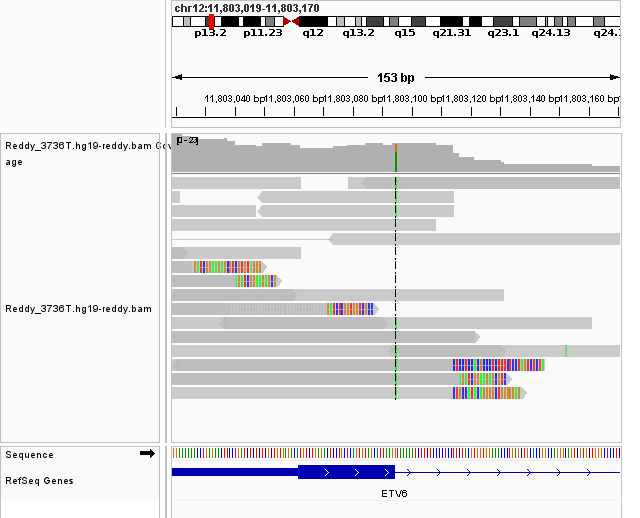 chr12:11,803,019-11,803,170
p13.2 p11.23 q12 q13.2 q15 q21.31 q23.1 q24.13 q24.
153 bp
11,803,040 bp 11,803,060 bp 11,803,080 bp 11,803,100 bp 11,803,120 bp 11,803,140 bp 11,803,160 b
Reddy_3736T.hg19-reddy.bam Cov
age
[0 - 23]
Reddy_3736T.hg19-reddy.bam
Sequence
RefSeq Genes
ETV6